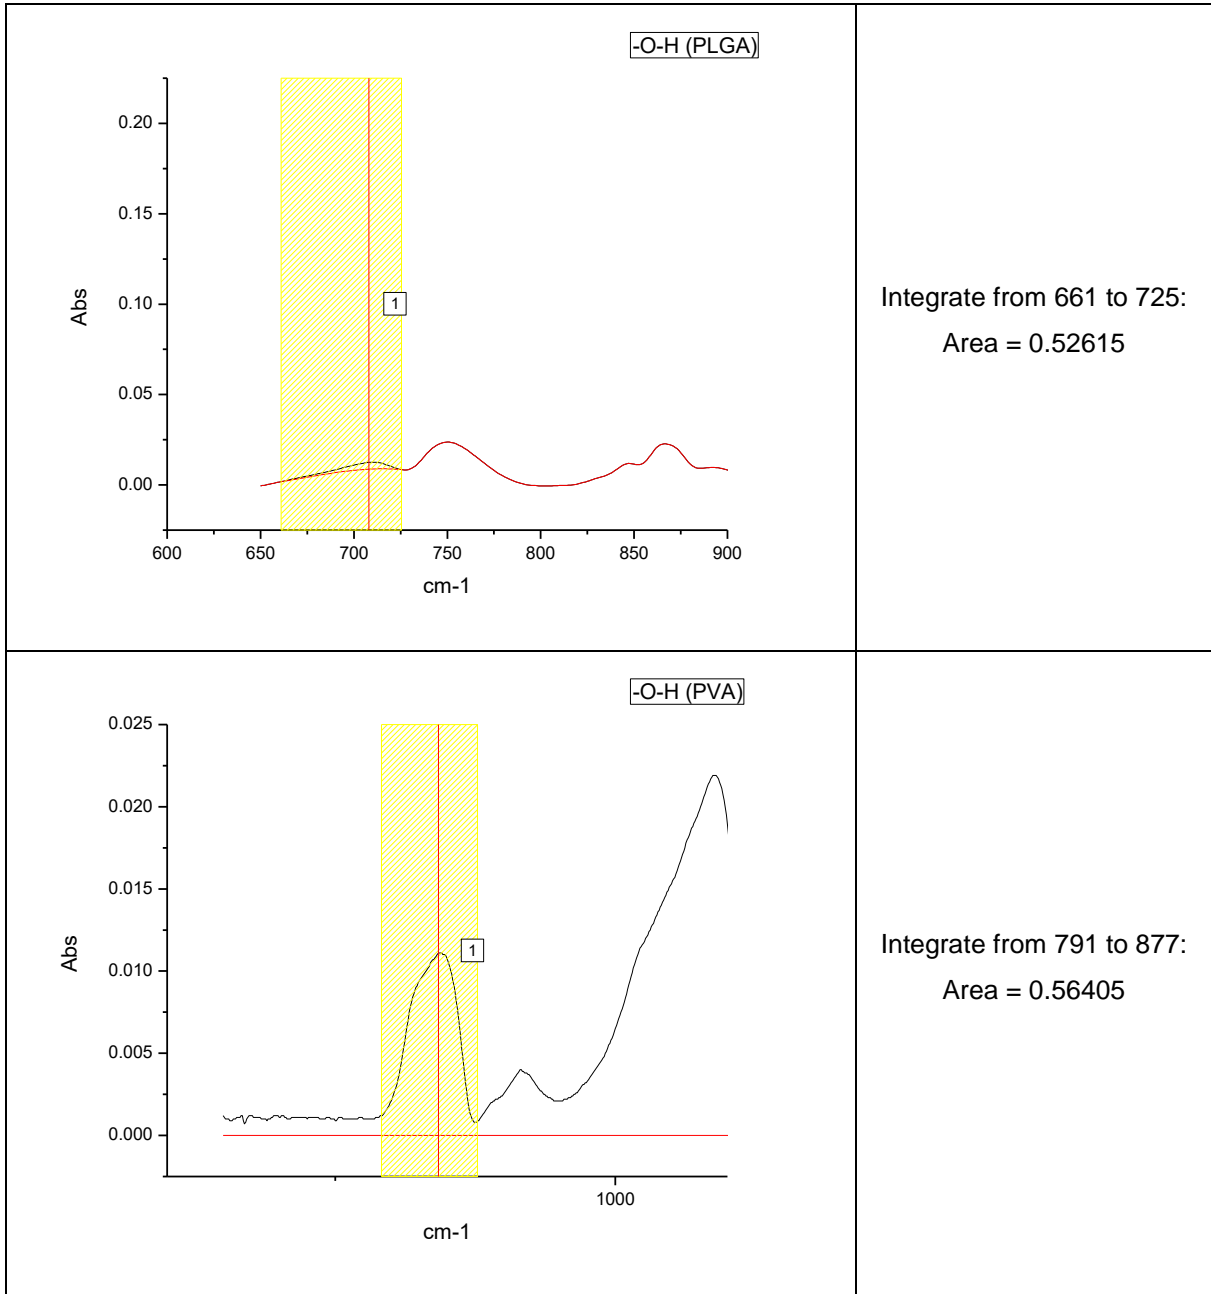 -O-H (PLGA)
0.20
0.15
0.10
0.05
0.00
Abs
1
600 650 700 750 800 850 900
cm-1
Integrate from 661 to 725:
Area = 0.52615
-O-H (PVA)
0.025
0.020
0.015
0.010
0.005
0.000
Abs
1
1000
cm-1
Integrate from 791 to 877:
Area = 0.56405